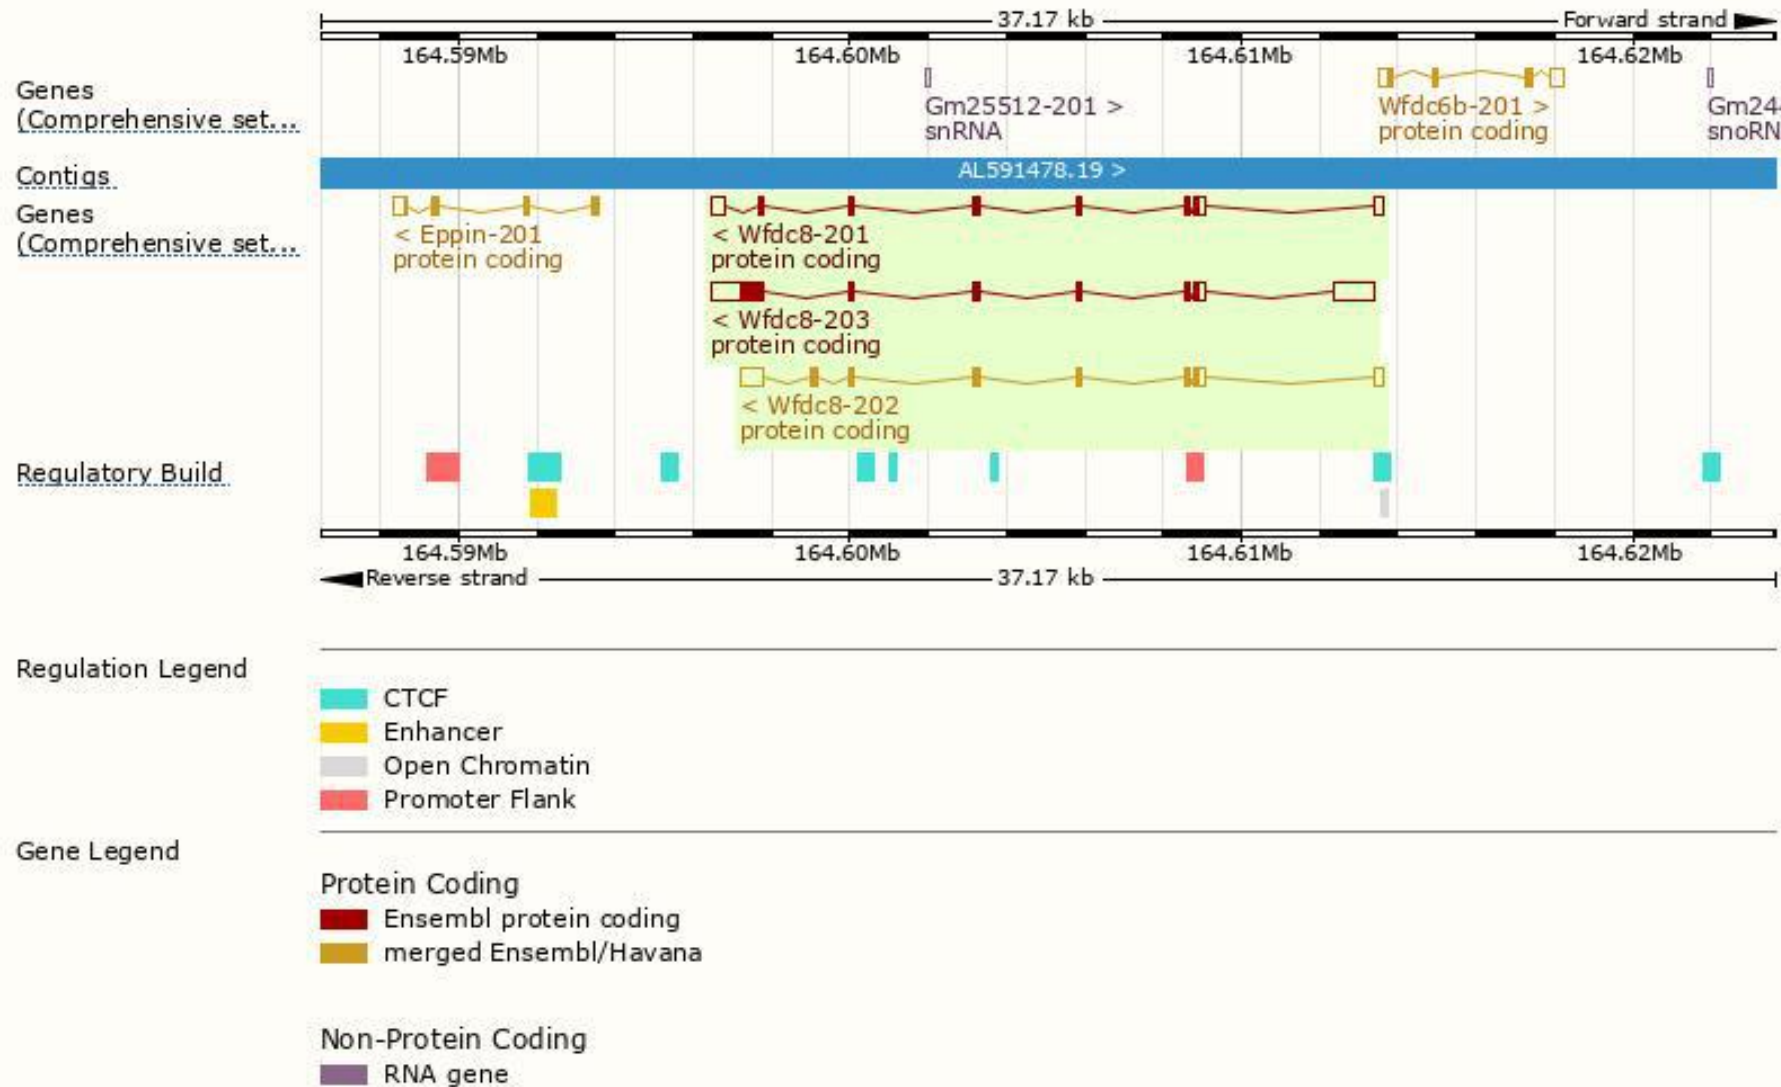 37.17 kb
Forward strand
164.59Mb 164.60Mb 164.61Mb 164.62Mb
Genes
(Comprehensive set...
Gm25512-201 >
snRNA
Wfdc6b-201 >
protein coding
Gm24
snoRN
Contigs
AL591478.19 >
Genes
(Comprehensive set...
< Eppin-201
protein coding
< Wfdc8-201
protein coding
< Wfdc8-203
protein coding
< Wfdc8-202
protein coding
Regulatory Build
164.59Mb 164.60Mb 164.61Mb 164.62Mb
Reverse strand
37.17 kb
Regulation Legend
CTCF
Enhancer
Open Chromatin
Promoter Flank
Gene Legend
Protein Coding
Ensembl protein coding
merged Ensembl/Havana
Non-Protein Coding
RNA gene